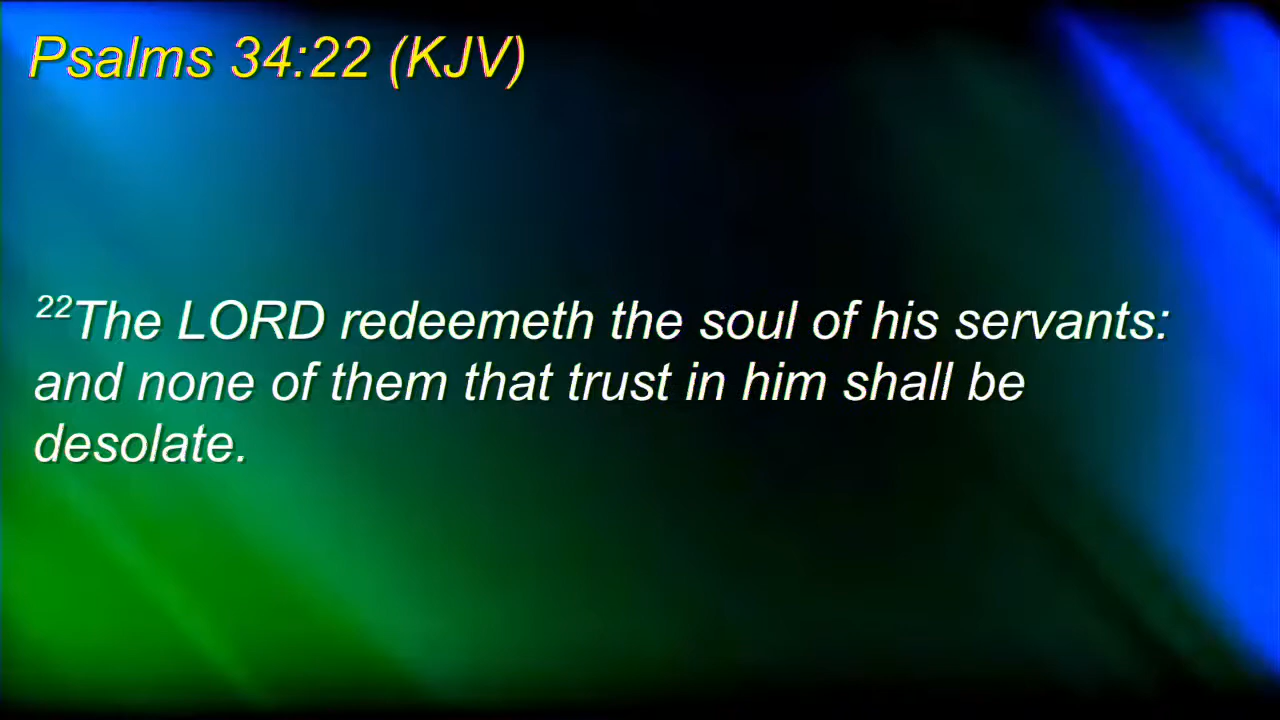 Psalms 34:22 (KJV)
22The LORD redeemeth the soul of his servants:
and none of them that trust in him shall be
desolate.